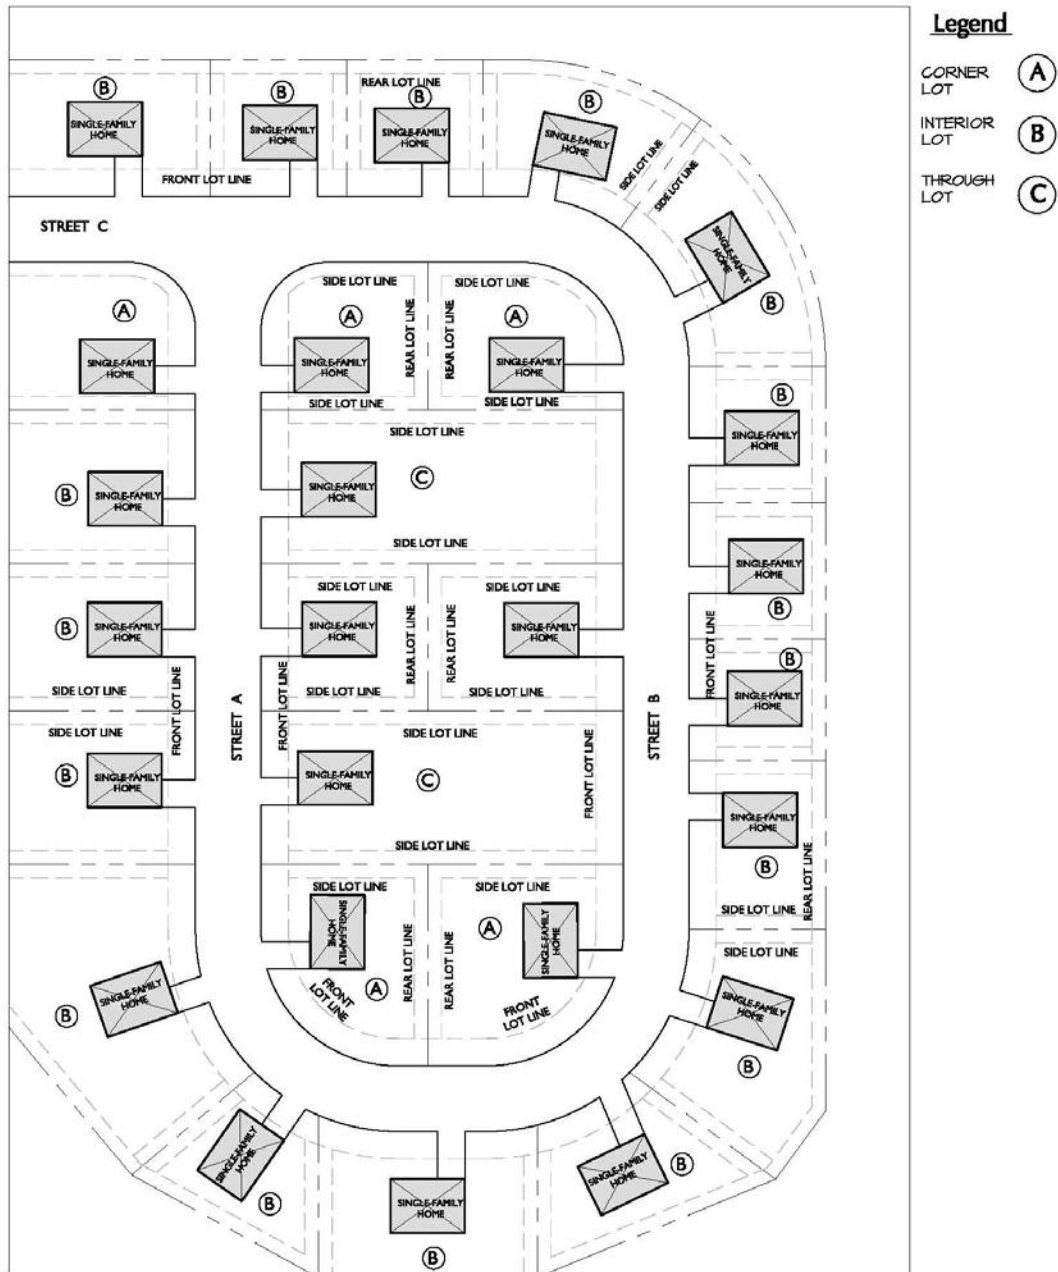 Legend
CORNER
LOT
A
INTERIOR
LOT
B
THROUGH
LOT
C
B
SINGLE-FAMILY
HOME
B
SINGLE-FAMILY
HOME
REAR LOT LINE
B
SINGLE-FAMILY
HOME
B
SINGLE-FAMILY
HOME
FRONT LOT LINE
SIDE LOT LINE
SIDE LOT LINE
STREET C
SINGLE-FAMILY
HOME
B
A
SINGLE-FAMILY
HOME
SIDE LOT LINE
A
SINGLE-FAMILY
HOME
REAR LOT LINE
SIDE LOT LINE
SIDE LOT LINE
A
SINGLE-FAMILY
HOME
REAR LOT LINE
SIDE LOT LINE
B
SINGLE-FAMILY
HOME
SIDE LOT LINE
SINGLE-FAMILY
HOME
C
SIDE LOT LINE
B
SINGLE-FAMILY
HOME
SINGLE-FAMILY
HOME
B
B
SINGLE-FAMILY
HOME
SIDE LOT LINE
SINGLE-FAMILY
HOME
REAR LOT LINE
SIDE LOT LINE
SIDE LOT LINE
REAR LOT LINE
SINGLE-FAMILY
HOME
SIDE LOT LINE
SIDE LOT LINE
FRONT LOT LINE
STREET A
FRONT LOT LINE
STREET B
FRONT LOT LINE
B
SINGLE-FAMILY
HOME
SIDE LOT LINE
B
SINGLE-FAMILY
HOME
SIDE LOT LINE
SINGLE-FAMILY
HOME
C
FRONT LOT LINE
SIDE LOT LINE
SINGLE-FAMILY
HOME
B
REAR LOT LINE
SIDE LOT LINE
SIDE LOT LINE
SIDE LOT LINE
SINGLE-FAMILY
HOME
REAR LOT LINE
A
FRONT
LOT LINE
SIDE LOT LINE
A
SINGLE-FAMILY
HOME
REAR LOT LINE
FRONT
LOT LINE
B
SINGLE-FAMILY
HOME
SINGLE-FAMILY
HOME
B
SINGLE-FAMILY
HOME
B
SINGLE-FAMILY
HOME
B
SINGLE-FAMILY
HOME
B